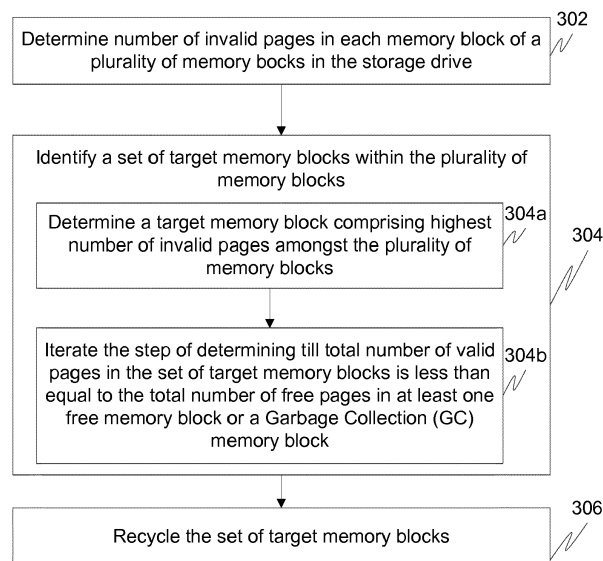 302
Determine number of invalid pages in each memory block of a
plurality of memory bocks in the storage drive
Identify a set of target memory blocks within the plurality of
memory blocks
304a
Determine a target memory block comprising highest
number of invalid pages amongst the plurality of
memory blocks
304
304b
Iterate the step of determining till total number of valid
pages in the set of target memory blocks is less than
equal to the total number of free pages in at least one
free memory block or a Garbage Collection (GC)
memory block
306
Recycle the set of target memory blocks